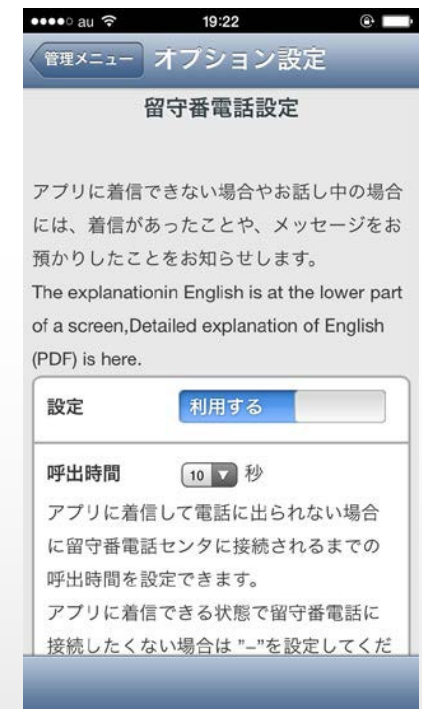 au 19:22
管理メニュー オプション設定
留守番電話設定
アプリに着信できない場合やお話し中の場合
には、着信があったことや、メッセージをお
預かりしたことをお知らせします。
The explanationin English is at the lower part
of a screen,Detailed explanation of English
(PDF) is here.
設定 利用する
呼出時間 10 秒
アプリに着信して電話に出られない場合
に留守番電話センタに接続されるまでの
呼出時間を設定できます。
アプリに着信できる状態で留守番電話に
接続したくない場合は "–"を設定してくだ